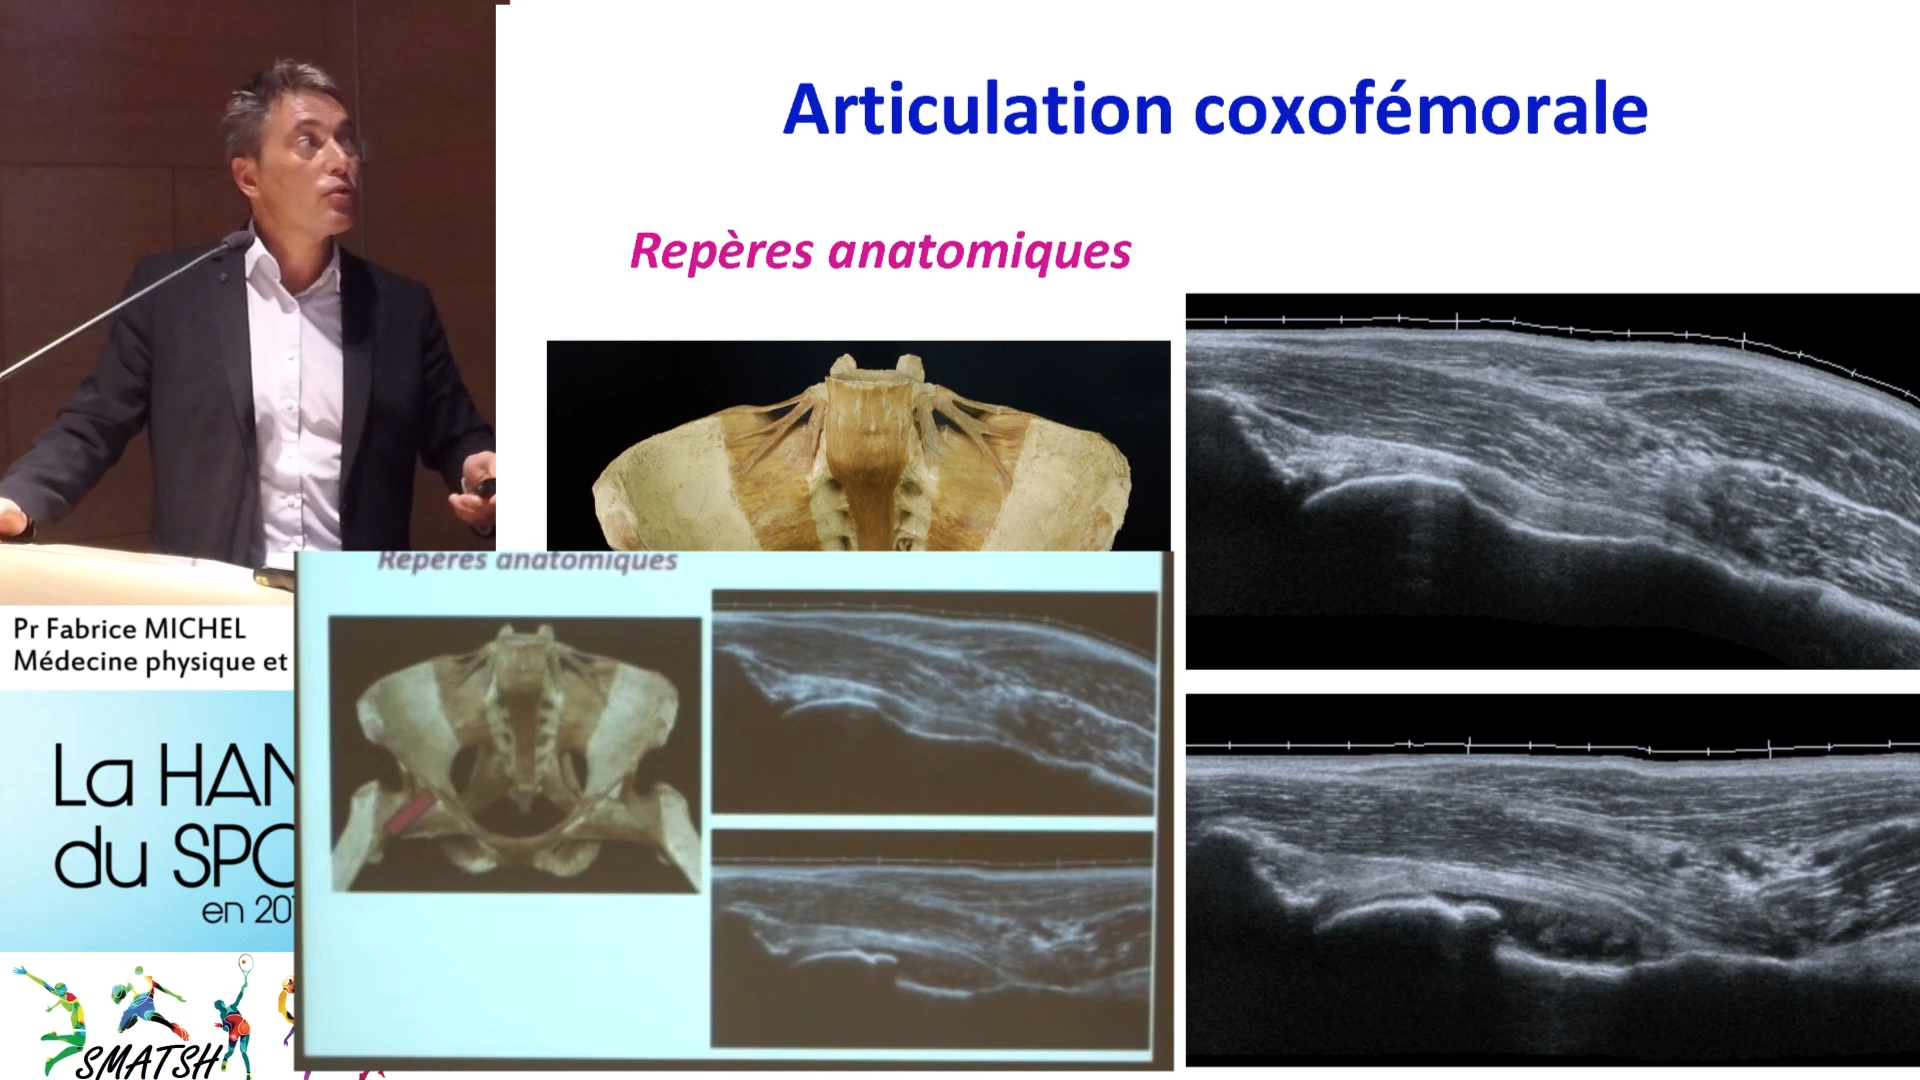 Articulation coxofémorale
Repères anatomiques
Repères anatomiques
Pr Fabrice MICHEL
Médecine physique et
La HAN
du SPO
en 20
SMATSH